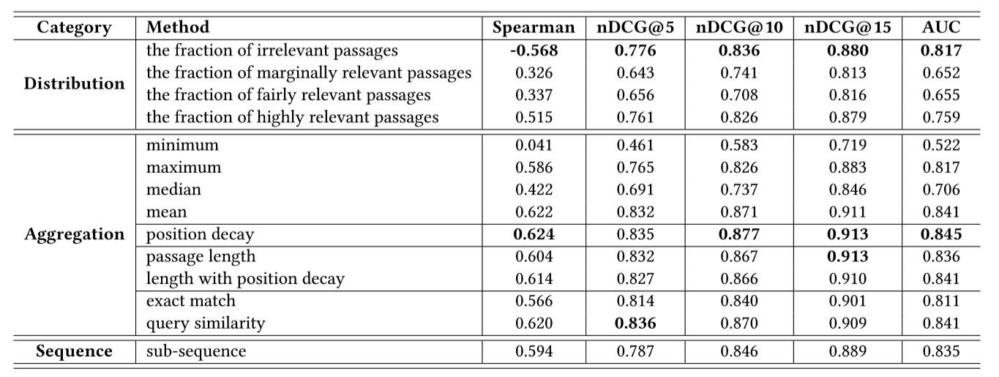 Category Method Spearman nDCG@5 nDCG@10 nDCG@15 AUC
the fraction of irrelevant passages -0.568 0.776 0.836 0.880 0.817
the fraction of marginally relevant passages 0.326 0.643 0.741 0.813 0.652
Distribution
the fraction of fairly relevant passages 0.337 0.656 0.708 0.816 0.655
the fraction of highly relevant passages 0.515 0.761 0.826 0.879 0.759
minimum 0.041 0.461 0.583 0.719 0.522
maximum 0.586 0.765 0.826 0.883 0.817
median 0.422 0.691 0.737 0.846 0.706
mean 0.622 0.832 0.871 0.911 0.841
Aggregation position decay 0.624 0.835 0.877 0.913 0.845
passage length 0.604 0.832 0.867 0.913 0.836
length with position decay 0.614 0.827 0.866 0.910 0.841
exact match 0.566 0.814 0.840 0.901 0.811
query similarity 0.620 0.836 0.870 0.909 0.841
Sequence sub-sequence 0.594 0.787 0.846 0.889 0.835